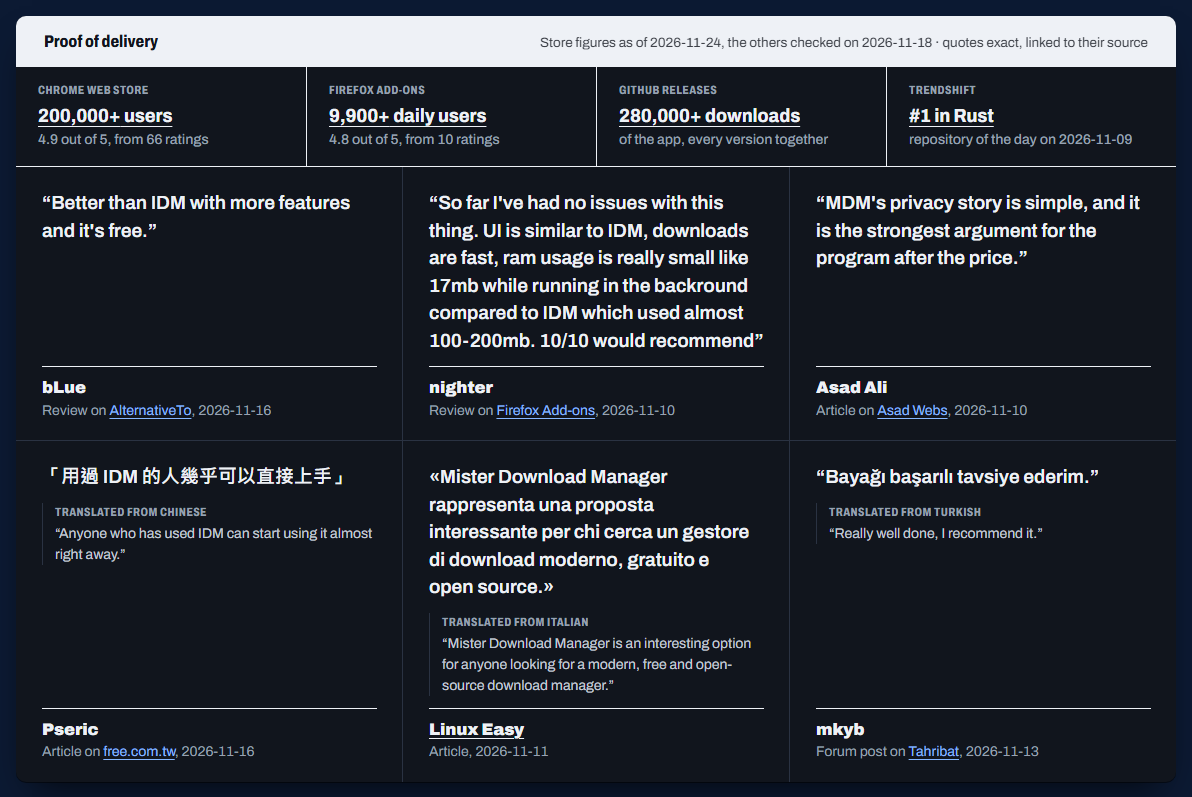 Proof of delivery
Store figures as of 2026-11-24, the others checked on 2026-11-18 · quotes exact, linked to their source
CHROME WEB STORE
200,000+ users
4.9 out of 5, from 66 ratings
FIREFOX ADD-ONS
9,900+ daily users
4.8 out of 5, from 10 ratings
GITHUB RELEASES
280,000+ downloads
of the app, every version together
TRENDSHIFT
#1 in Rust
repository of the day on 2026-11-09
“Better than IDM with more features
and it's free.”
bLue
Review on AlternativeTo, 2026-11-16
“So far I've had no issues with this
thing. UI is similar to IDM, downloads
are fast, ram usage is really small like
17mb while running in the backround
compared to IDM which used almost
100-200mb. 10/10 would recommend”
nighter
Review on Firefox Add-ons, 2026-11-10
“MDM's privacy story is simple, and it
is the strongest argument for the
program after the price.”
Asad Ali
Article on Asad Webs, 2026-11-10
「用過 IDM 的人幾乎可以直接上手」
TRANSLATED FROM CHINESE
“Anyone who has used IDM can start using it almost
right away.”
Pseric
Article on free.com.tw, 2026-11-16
«Mister Download Manager
rappresenta una proposta
interessante per chi cerca un gestore
di download moderno, gratuito e
open source.»
TRANSLATED FROM ITALIAN
“Mister Download Manager is an interesting option
for anyone looking for a modern, free and open-
source download manager.”
Linux Easy
Article, 2026-11-11
“Bayağı başarılı tavsiye ederim.”
TRANSLATED FROM TURKISH
“Really well done, I recommend it.”
mkyb
Forum post on Tahribat, 2026-11-13